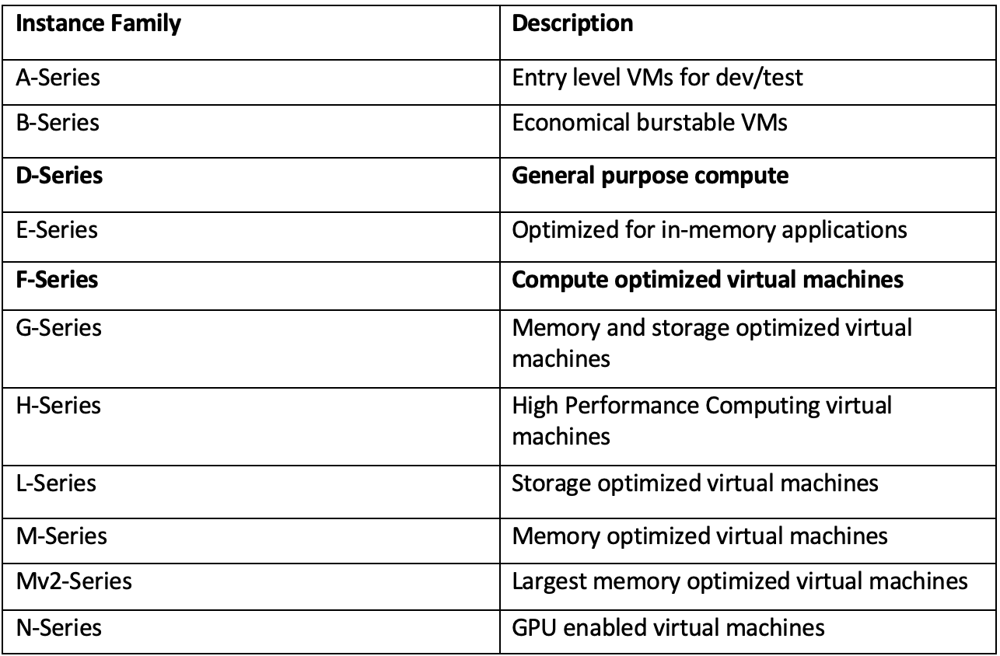 Instance Family
Description
A-Series
Entry level VMs for dev/test
B-Series
Economical burstable VMs
D-Series
General purpose compute
E-Series
Optimized for in-memory applications
F-Series
Compute optimized virtual machines
G-Series
Memory and storage optimized virtual
machines
H-Series
High Performance Computing virtual
machines
L-Series
Storage optimized virtual machines
M-Series
Memory optimized virtual machines
Mv2-Series
Largest memory optimized virtual machines
N-Series
GPU enabled virtual machines